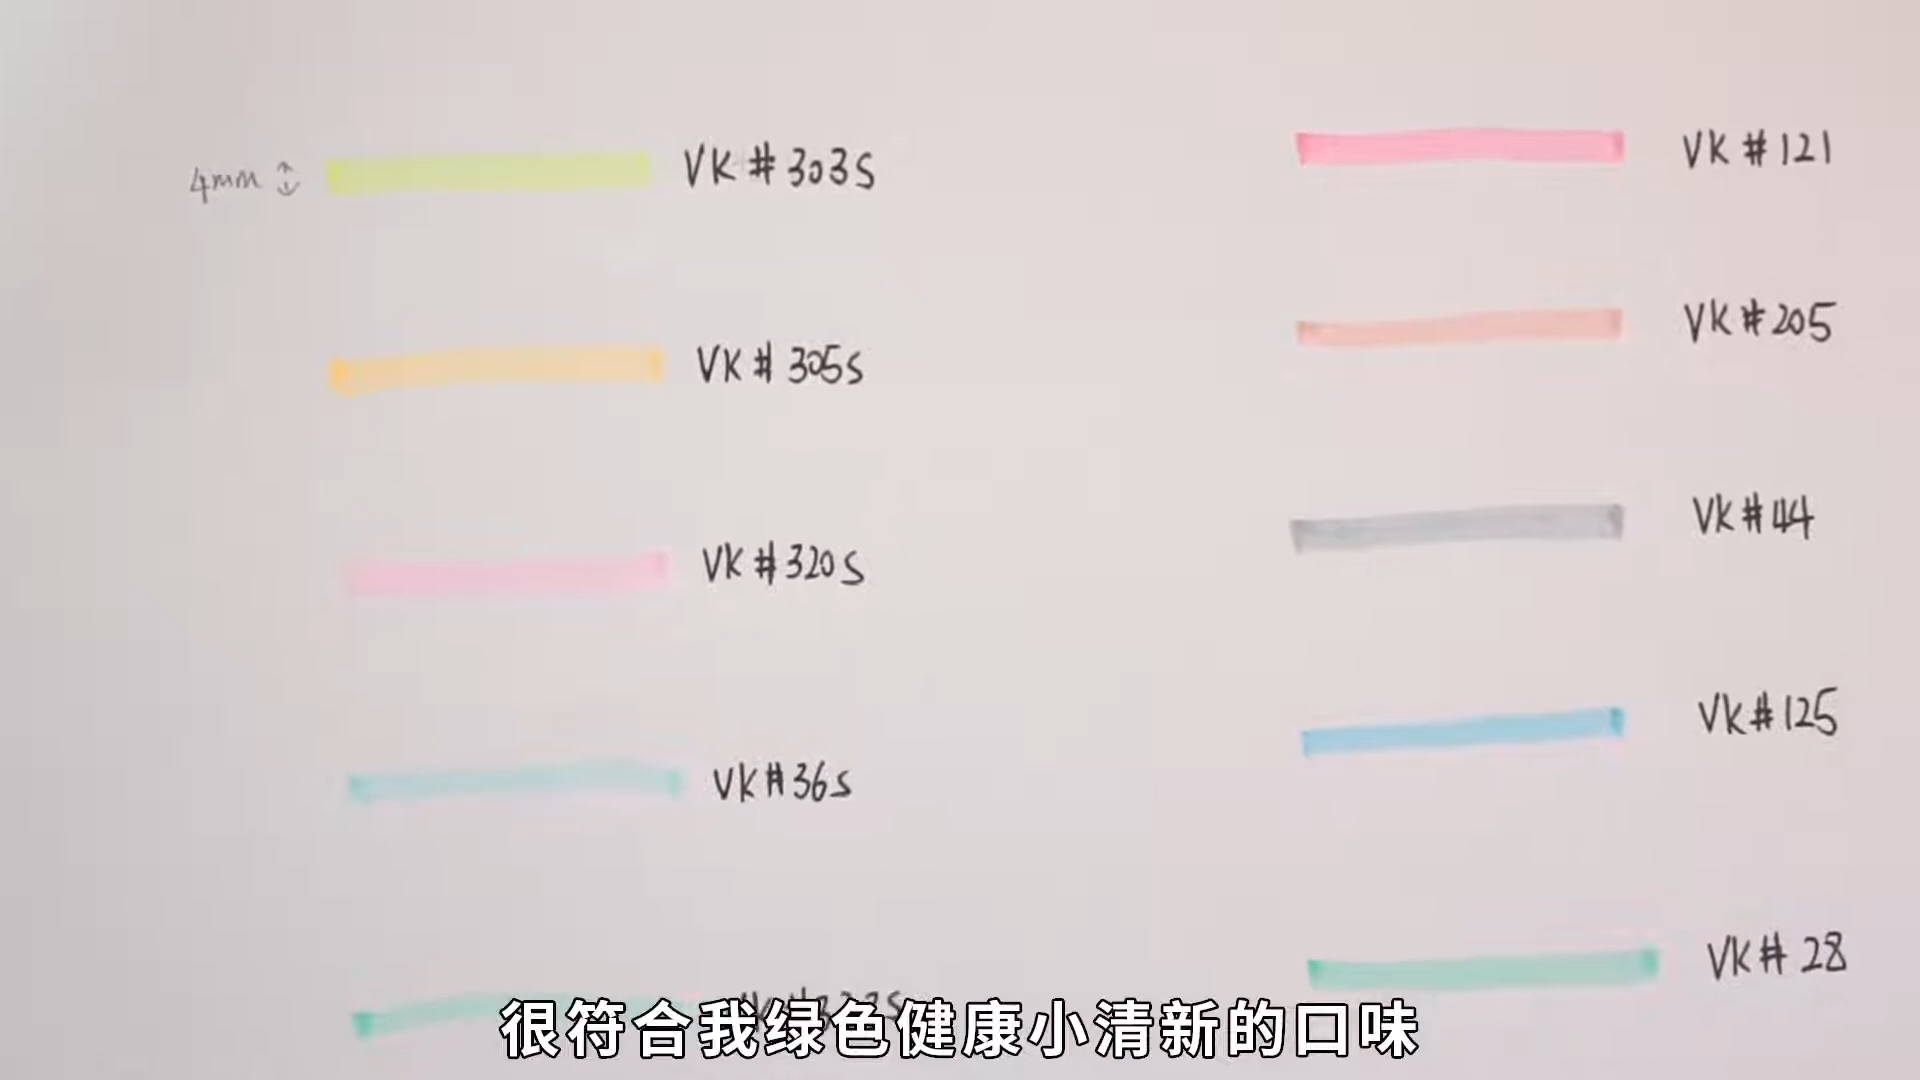 4mm
VK #303S
VK #305S
VK #320S
VK #36S
VK #121
VK #205
VK #44
VK #125
VK # 28
很符合我绿色健康小清新的口味